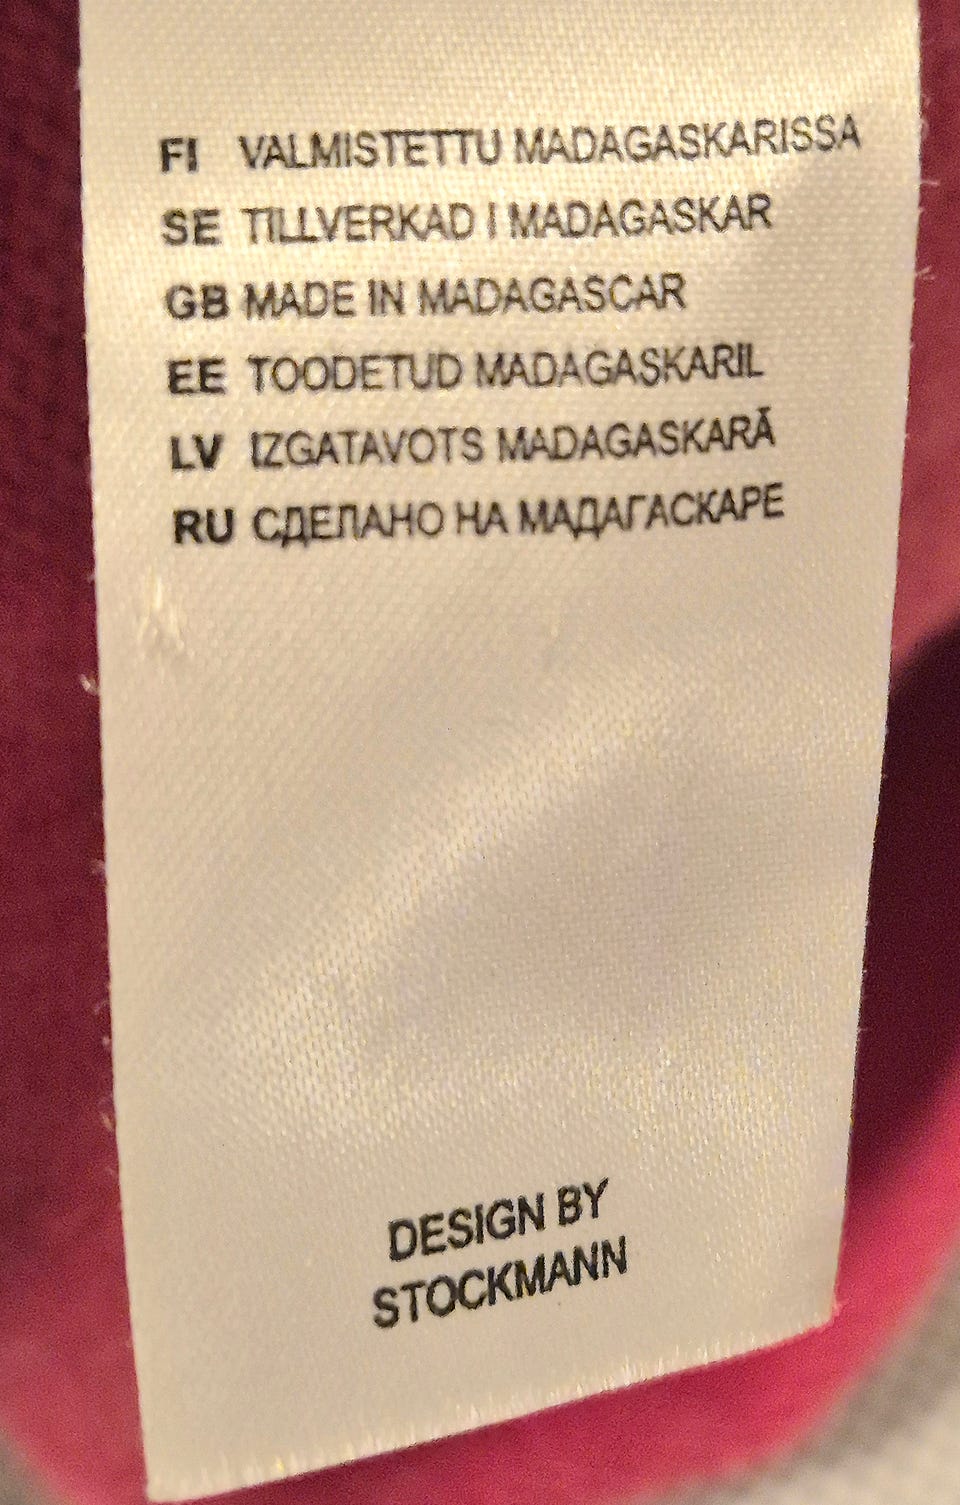 FI VALMISTETTU MADAGASKARISSA
SE TILLVERKAD I MADAGASKAR
GB MADE IN MADAGASCAR
EE TOODETUD MADAGASKARIL
LV IZGATAVOTS MADAGASKARĀ
RU СДЕЛАНО НА МАДАГАСКАРЕ
DESIGN BY
STOCKMANN